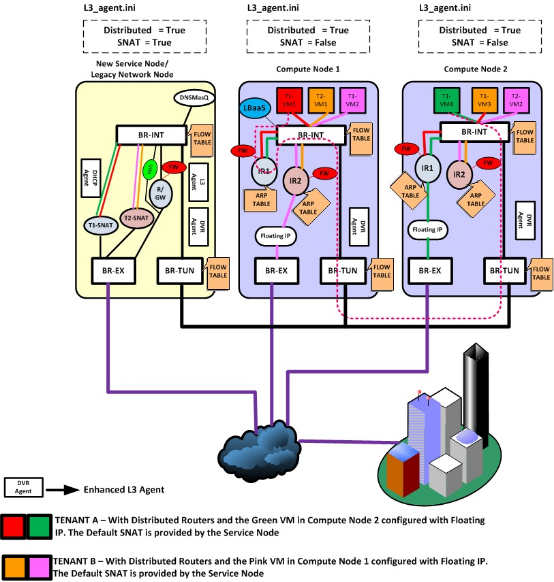 L3_agent.ini
L3_agent.ini
L3_agent.ini
Distributed = True
SNAT = True
Distributed = True
SNAT = False
Distributed = True
SNAT = False
New Service Node/
Legacy Network Node
Compute Node 1
Compute Node 2
DNSMasQ
LBaaS
T1-
VM1
T2-
VM1
T1-
VM2
T1-
VM4
T1-
VM3
T2-
VM2
BR-INT
FLOW
TABLE
BR-INT
FLOW
TABLE
BR-INT
FLOW
TABLE
DHCP
Agent
FW
L3
Agent
R/
GW
T1-SNAT
T2-SNAT
DVR
Agent
IR1
IR2
FW
FW
ARP
TABLE
ARP
TABLE
Floating IP
DVR
Agent
FW
IR1
IR2
FW
ARP
TABLE
ARP
TABLE
Floating IP
DVR
Agent
BR-EX
BR-TUN
FLOW
TABLE
BR-EX
BR-TUN
FLOW
TABLE
BR-EX
BR-TUN
FLOW
TABLE
DVR
Agent
Enhanced L3 Agent
TENANT A – With Distributed Routers and the Green VM in Compute Node 2 configured with Floating
IP. The Default SNAT is provided by the Service Node
TENANT B – With Distributed Routers and the Pink VM in Compute Node 1 configured with Floating IP.
The Default SNAT is provided by the Service Node